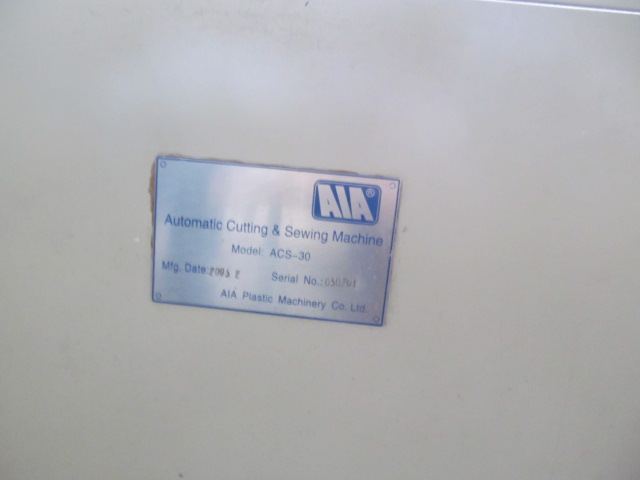 AIA®
Automatic Cutting & Sewing Machine
Model: ACS-30
Mfg. Date: Serial No.:
AIA Plastic Machinery Co. Ltd.